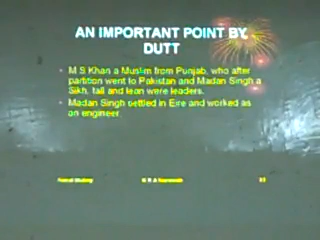 AN IMPORTANT POINT BY
DUTT
M S Khan a Muslim from Punjab, who after
partition went to Pakistan and Madan Singh a
Sikh, tall and lean were leaders.
Madan Singh settled in Eire and worked as
an engineer.